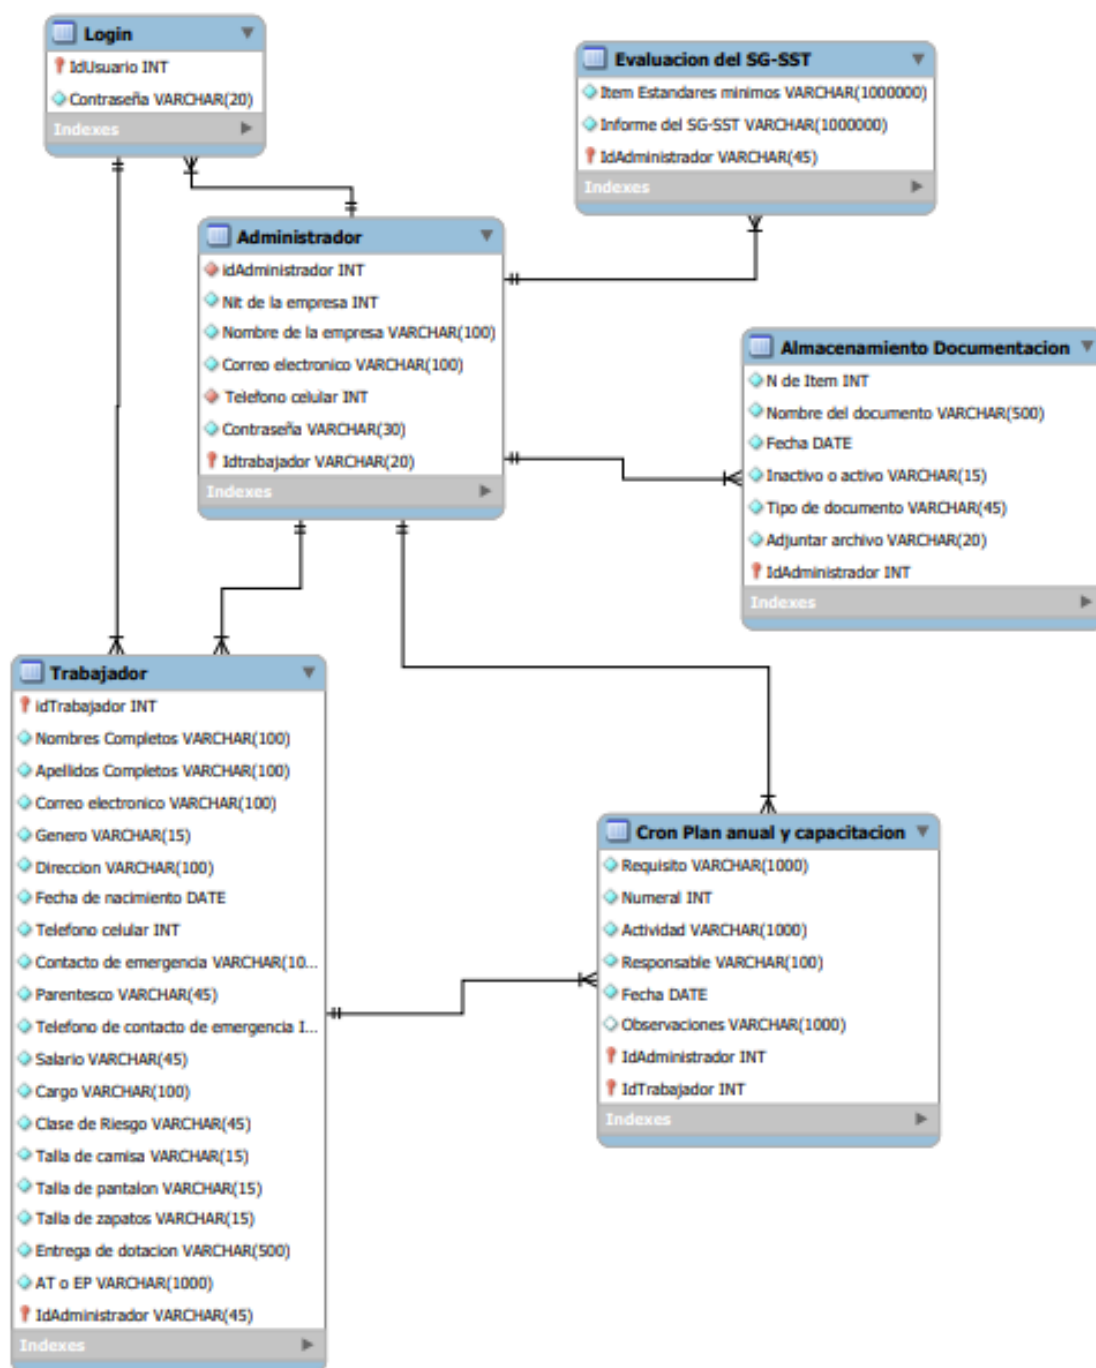 Login
IdUsuario INT
Contraseña VARCHAR(20)
Indexes
Evaluacion del SG-SST
Item Estandares minimos VARCHAR(1000000)
Informe del SG-SST VARCHAR(1000000)
IdAdministrador VARCHAR(45)
Indexes
Administrador
idAdministrador INT
Nit de la empresa INT
Nombre de la empresa VARCHAR(100)
Correo electronico VARCHAR(100)
Telefono celular INT
Contraseña VARCHAR(30)
Idtrabajador VARCHAR(20)
Indexes
Almacenamiento Documentacion
N de Item INT
Nombre del documento VARCHAR(500)
Fecha DATE
Inactivo o activo VARCHAR(15)
Tipo de documento VARCHAR(45)
Adjuntar archivo VARCHAR(20)
IdAdministrador INT
Indexes
Trabajador
idTrabajador INT
Nombres Completos VARCHAR(100)
Apellidos Completos VARCHAR(100)
Correo electronico VARCHAR(100)
Genero VARCHAR(15)
Direccion VARCHAR(100)
Fecha de nacimiento DATE
Telefono celular INT
Contacto de emergencia VARCHAR(10...
Parentesco VARCHAR(45)
Telefono de contacto de emergencia I...
Salario VARCHAR(45)
Cargo VARCHAR(100)
Clase de Riesgo VARCHAR(45)
Talla de camisa VARCHAR(15)
Talla de pantalon VARCHAR(15)
Talla de zapatos VARCHAR(15)
Entrega de dotacion VARCHAR(500)
AT o EP VARCHAR(1000)
IdAdministrador VARCHAR(45)
Indexes
Cron Plan anual y capacitacion
Requisito VARCHAR(1000)
Numeral INT
Actividad VARCHAR(1000)
Responsable VARCHAR(100)
Fecha DATE
Observaciones VARCHAR(1000)
IdAdministrador INT
IdTrabajador INT
Indexes